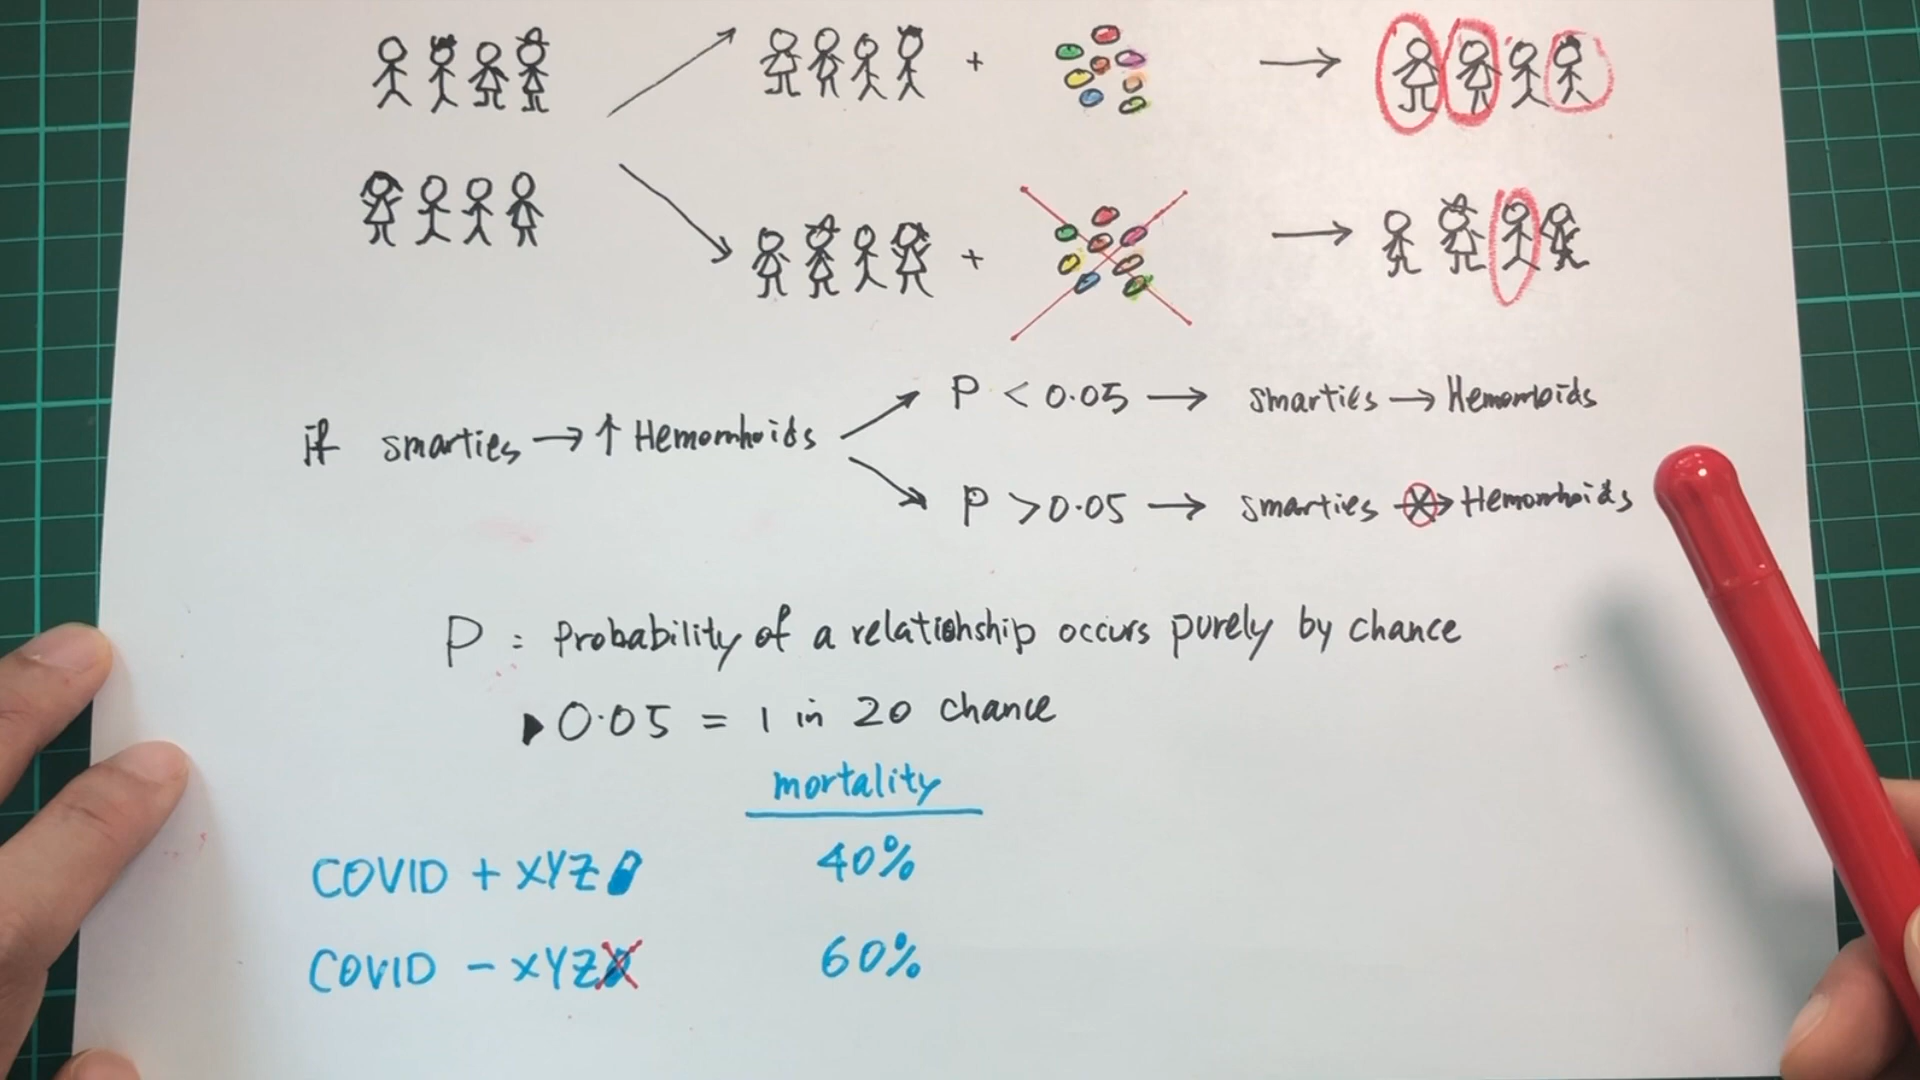 +
+
if smarties → ↑ Hemorrhoids
P < 0.05 → smarties → Hemorrhoids
P > 0.05 → smarties → Hemorrhoids
P : Probability of a relationship occurs purely by chance
0.05 = 1 in 20 chance
mortality
COVID + XYZ 40%
COVID - XYZ 60%